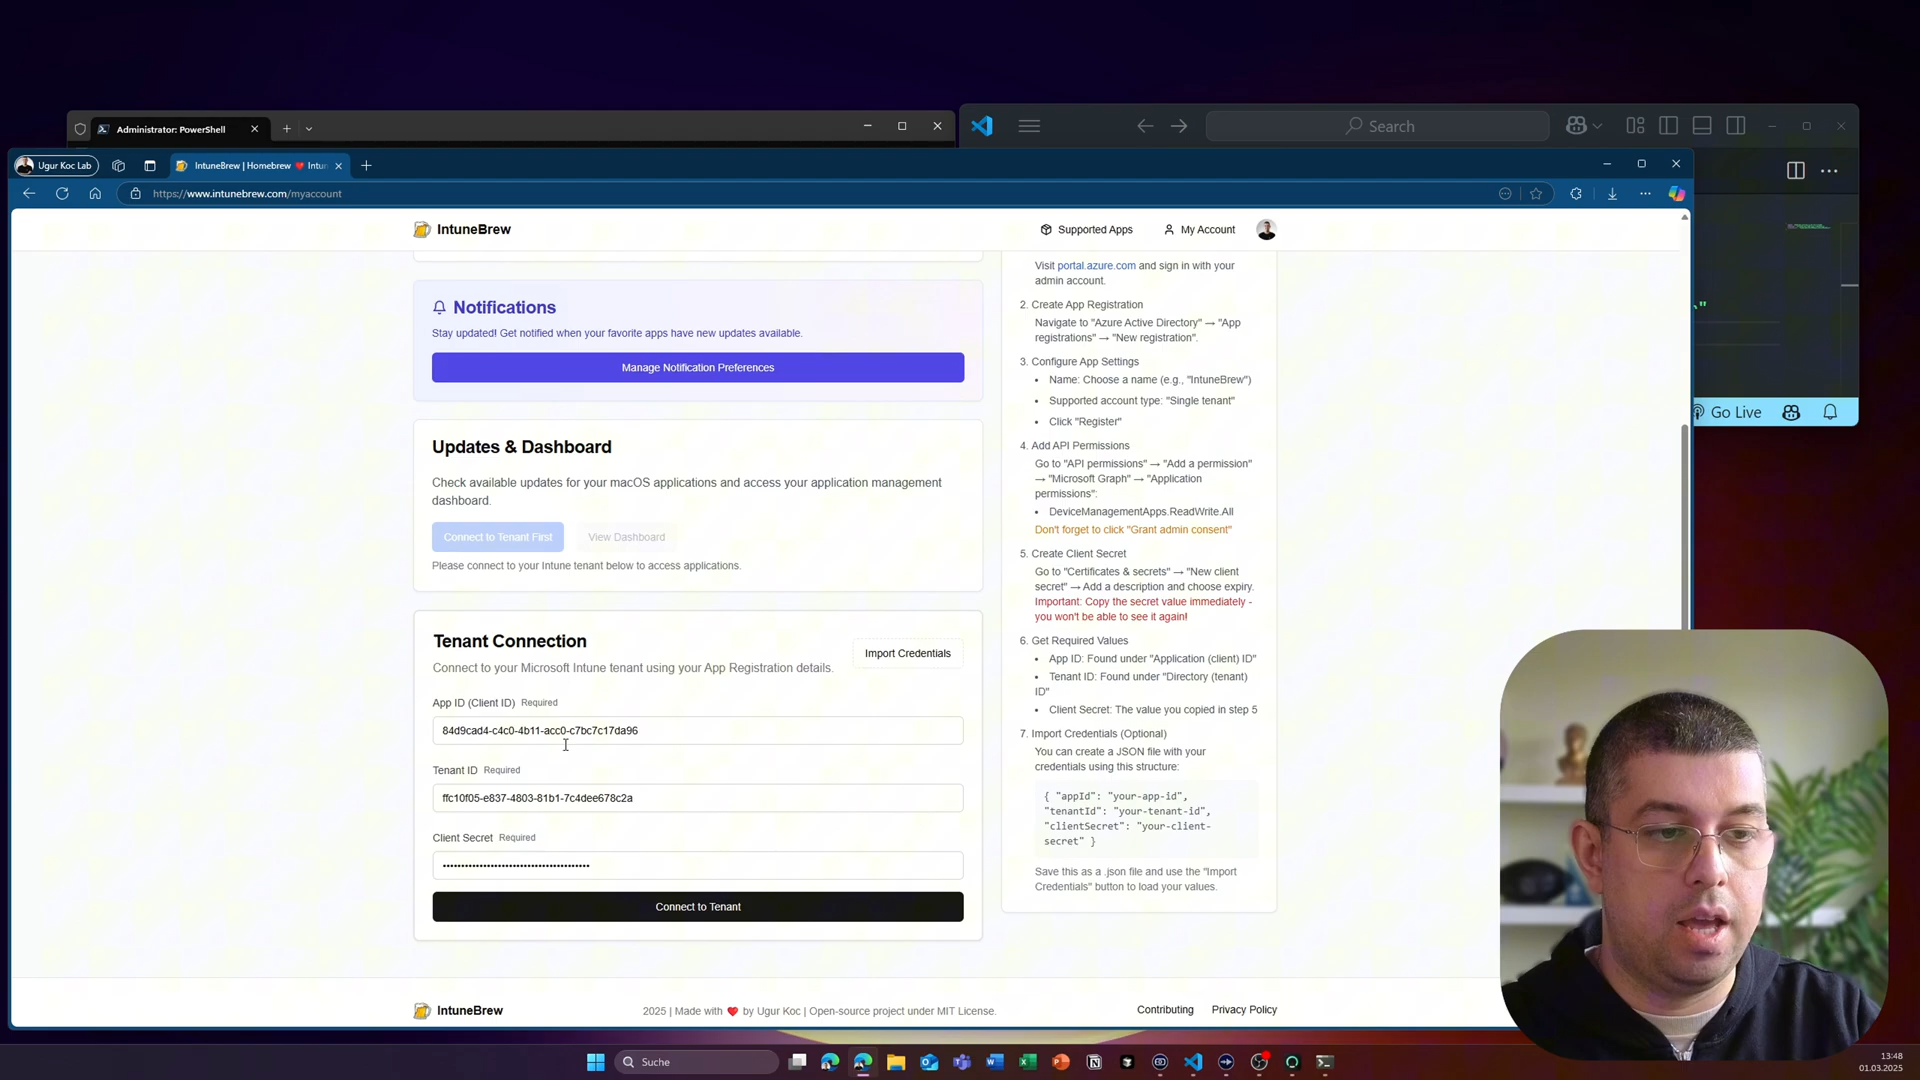 Administrator: PowerShell
Search
Ugur Koc Lab
IntuneBrew | Homebrew ❤️ Intun
https://www.intunebrew.com/myaccount
IntuneBrew
Supported Apps
My Account
Notifications
Stay updated! Get notified when your favorite apps have new updates available.
Manage Notification Preferences
Updates & Dashboard
Check available updates for your macOS applications and access your application management
dashboard.
Connect to Tenant First
View Dashboard
Please connect to your Intune tenant below to access applications.
Tenant Connection
Connect to your Microsoft Intune tenant using your App Registration details.
Import Credentials
App ID (Client ID) Required
84d9cad4-c4c0-4b11-acc0-c7bc7c17da96
Tenant ID Required
ffc10f05-e837-4803-81b1-7c4dee678c2a
Client Secret Required
Connect to Tenant
Visit portal.azure.com and sign in with your
admin account.
2. Create App Registration
Navigate to "Azure Active Directory" → "App
registrations" → "New registration".
3. Configure App Settings
• Name: Choose a name (e.g., "IntuneBrew")
• Supported account type: "Single tenant"
• Click "Register"
4. Add API Permissions
Go to "API permissions" → "Add a permission"
→ "Microsoft Graph" → "Application
permissions":
• DeviceManagementApps.ReadWrite.All
Don't forget to click "Grant admin consent"
5. Create Client Secret
Go to "Certificates & secrets" → "New client
secret" → Add a description and choose expiry.
Important: Copy the secret value immediately -
you won't be able to see it again!
6. Get Required Values
• App ID: Found under "Application (client) ID"
• Tenant ID: Found under "Directory (tenant)
ID"
• Client Secret: The value you copied in step 5
7. Import Credentials (Optional)
You can create a JSON file with your
credentials using this structure:
{ "appId": "your-app-id",
"tenantId": "your-tenant-id",
"clientSecret": "your-client-
secret" }
Save this as a .json file and use the "Import
Credentials" button to load your values.
Go Live
IntuneBrew
2025 | Made with ❤️ by Ugur Koc | Open-source project under MIT License.
Contributing
Privacy Policy
Suche
13:48
01.03.2025